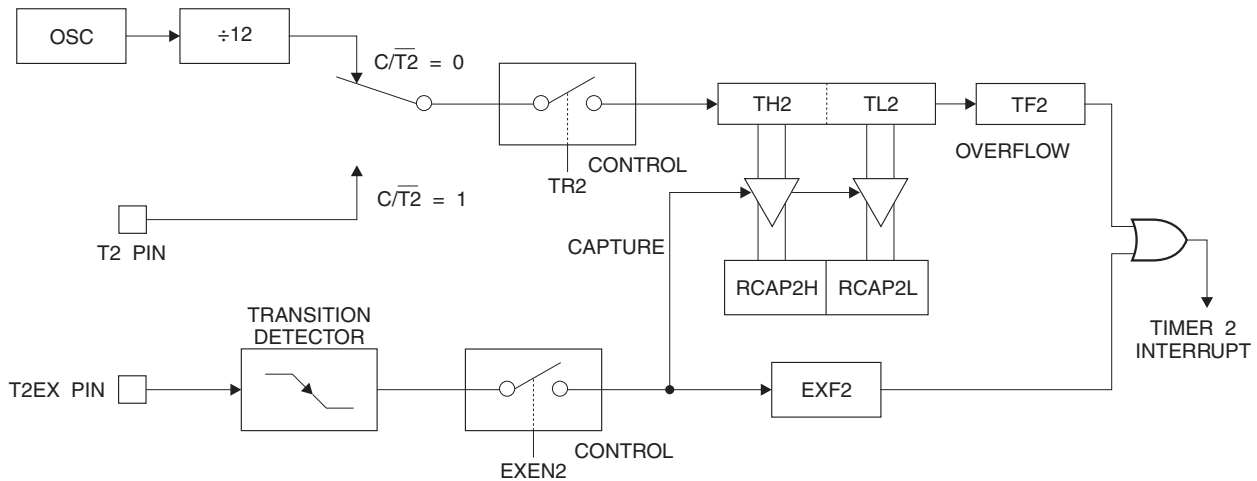 OSC
÷12
C/T2̅ = 0
TH2
TL2
TF2
OVERFLOW
CONTROL
TR2
C/T2̅ = 1
T2 PIN
CAPTURE
RCAP2H
RCAP2L
TRANSITION
DETECTOR
TIMER 2
INTERRUPT
T2EX PIN
EXF2
CONTROL
EXEN2